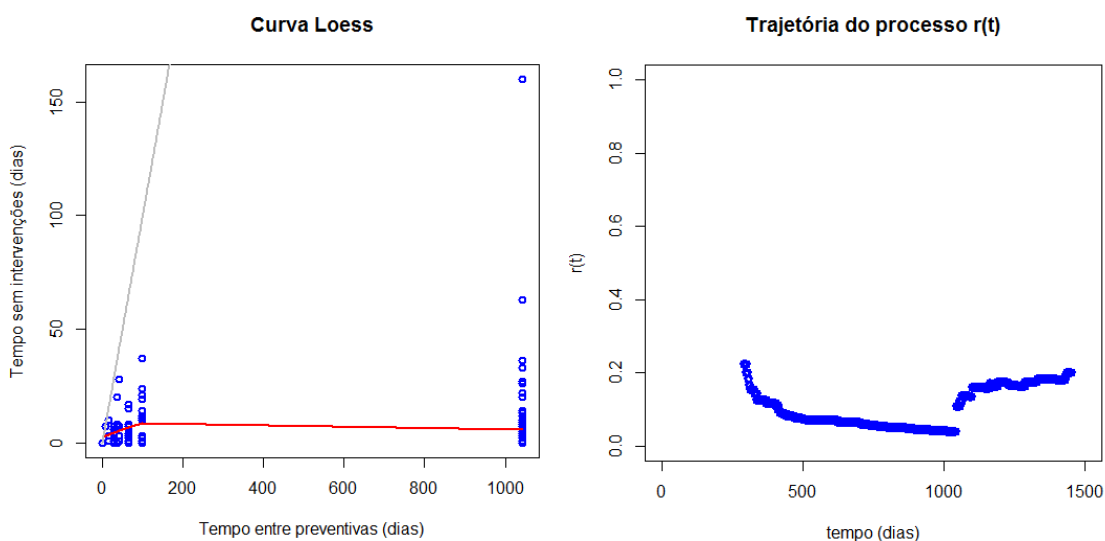 Curva Loess
Tempo sem intervenções (dias)
150
100
50
0
0 200 400 600 800 1000
Tempo entre preventivas (dias)
Trajetória do processo r(t)
r(t)
1.0
0.8
0.6
0.4
0.2
0.0
0 500 1000 1500
tempo (dias)